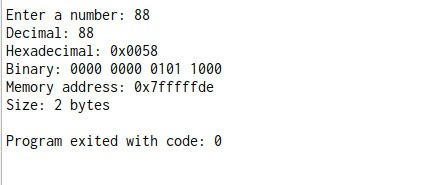 Enter a number: 88
Decimal: 88
Hexadecimal: 0x0058
Binary: 0000 0000 0101 1000
Memory address: 0x7fffffde
Size: 2 bytes
Program exited with code: 0